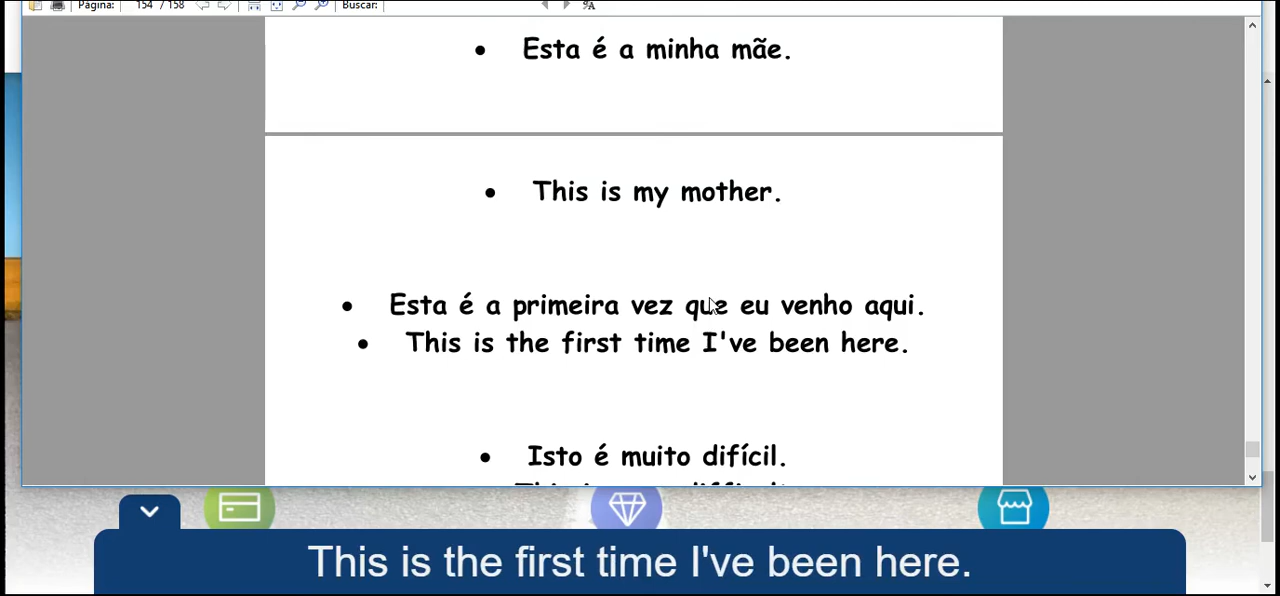 Página: 154 / 158 Buscar:
• Esta é a minha mãe.
• This is my mother.
• Esta é a primeira vez que eu venho aqui.
• This is the first time I've been here.
• Isto é muito difícil.
This is the first time I've been here.